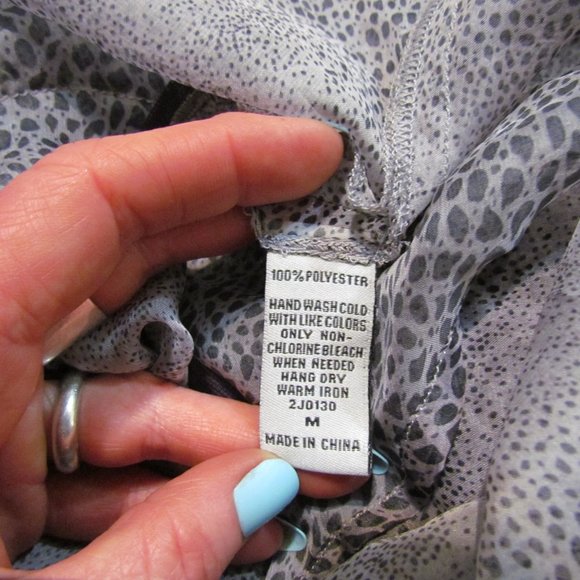 100% POLYESTER
HAND WASH COLD
WITH LIKE COLORS
ONLY NON-
CHLORINE BLEACH
WHEN NEEDED
HANG DRY
WARM IRON
2J0130
M
MADE IN CHINA